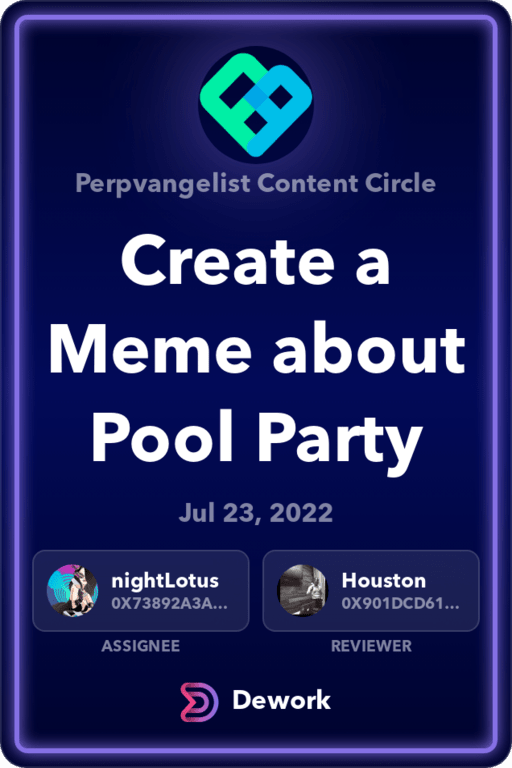 Perpvangelist Content Circle
Create a
Meme about
Pool Party
Jul 23, 2022
nightLotus
0X73892A3A...
ASSIGNEE
Houston
0X901DCD61...
REVIEWER
Dework